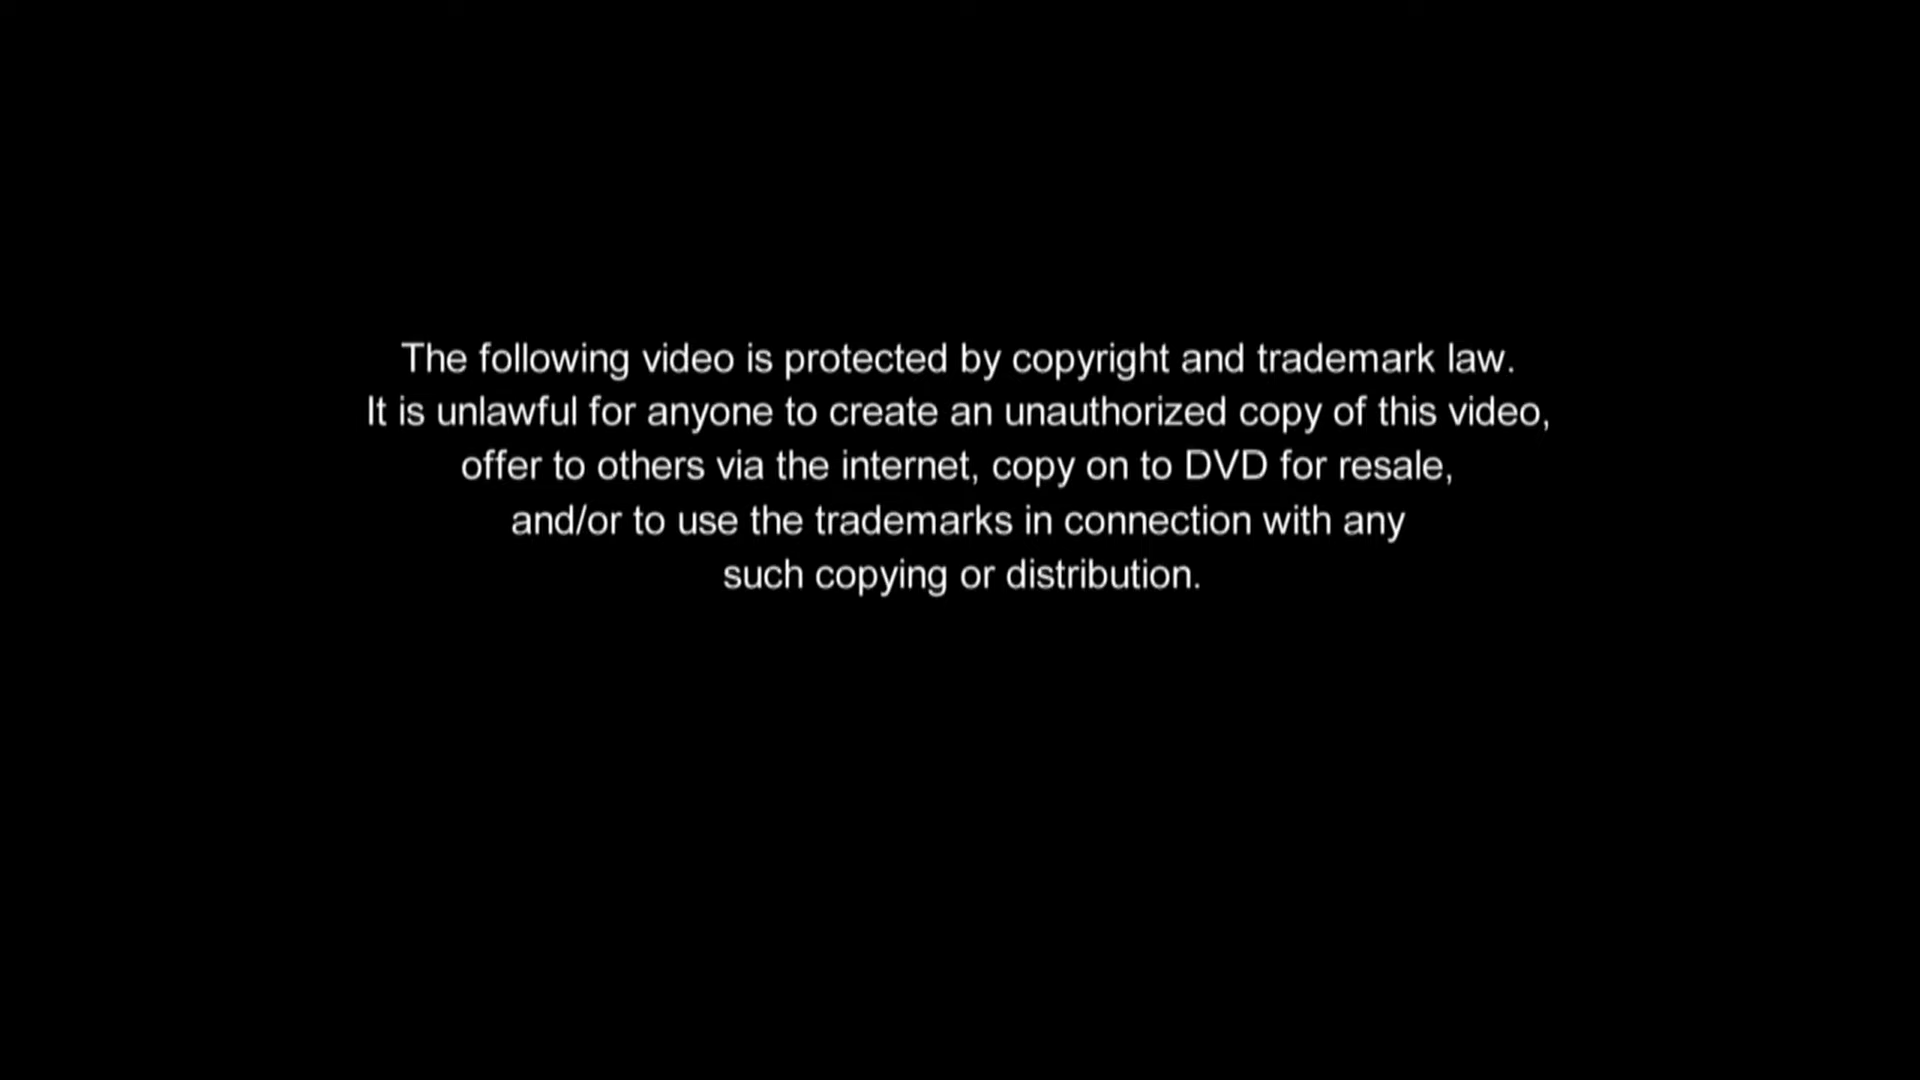 The following video is protected by copyright and trademark law.
It is unlawful for anyone to create an unauthorized copy of this video,
offer to others via the internet, copy on to DVD for resale,
and/or to use the trademarks in connection with any
such copying or distribution.